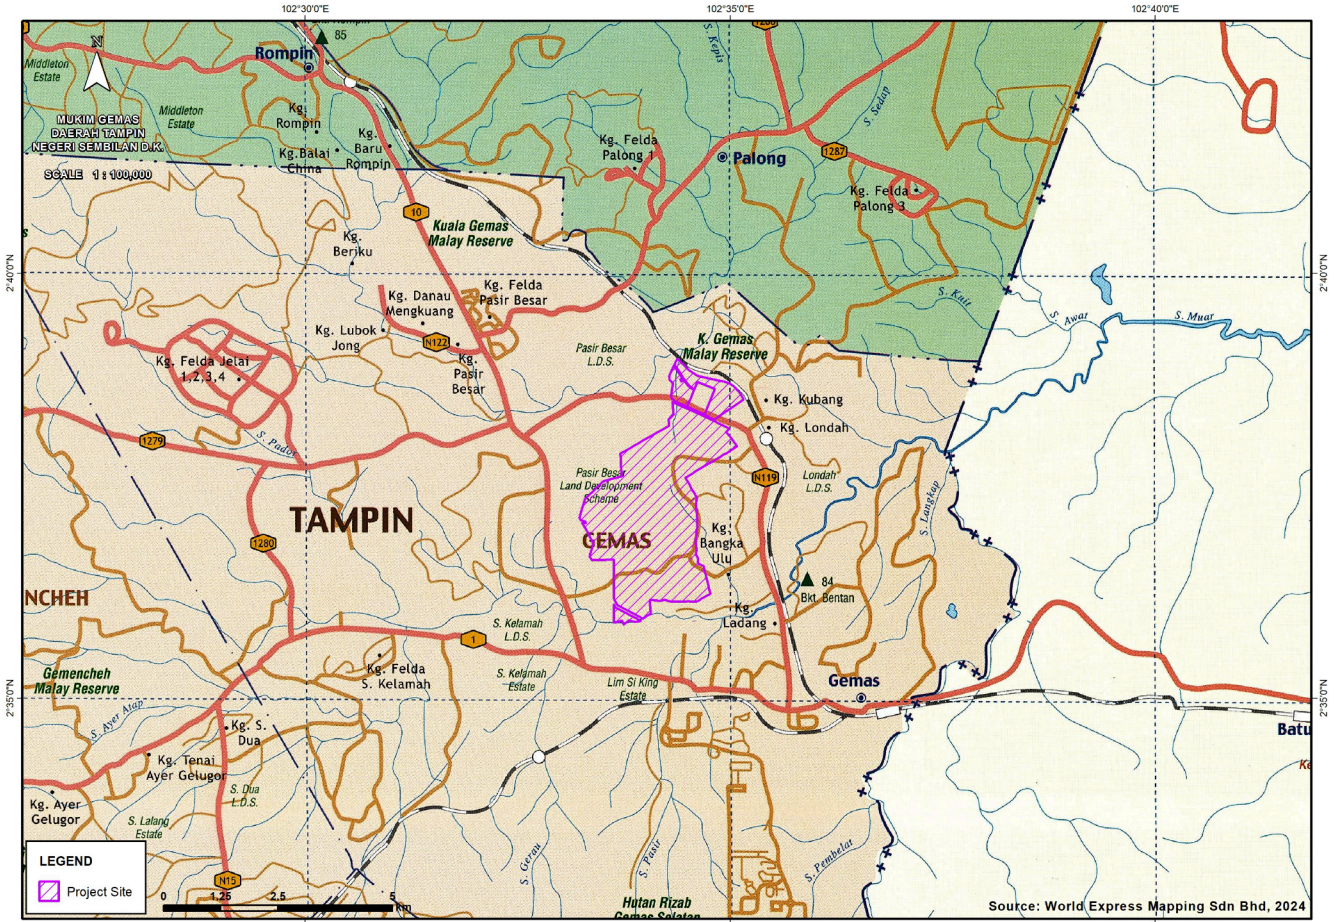 102°30'0"E
102°35'0"E
102°40'0"E
85
Rompin
Middleton
Estate
N
Middleton
Estate
MUKIM GEMAS
DAERAH TAMPIN
NEGERI SEMBILAN D.K.
SCALE 1 : 100,000
Kg.
Rompin
Kg.Balai
China
Kg.
Baru
Rompin
S. Kepis
S. Sedap
Kg. Felda
Palong 1
Palong
1287
Kg. Felda
Palong 3
10
Kuala Gemas
Malay Reserve
Kg.
Beriku
2°40'0"N
2°40'0"N
Kg. Felda
Pasir Besar
Kg. Danau
Mengkuang
Kg. Lubok
Jong
N122
Kg.
Pasir
Besar
S. Kait
S. Awar
S. Muar
Pasir Besar
L.D.S.
K. Gemas
Malay Reserve
Kg. Felda Jelai
1,2,3,4
Kg. Kubang
Kg. Londah
1279
S. Pados
Pasir Besar
Land Development
Scheme
N119
Londah
L.D.S.
S. Langkap
TAMPIN
GEMAS
1280
Kg.
Bangka
Ulu
84
Bkt. Bentan
NCHEH
Kg.
Ladang
S. Kelamah
L.D.S.
1
Kg. Felda
S. Kelamah
S. Kelamah
Estate
Lim Si King
Estate
Gemas
Gemencheh
Malay Reserve
2°35'0"N
2°35'0"N
S. Ayer Atap
Kg. S.
Dua
Batu
Kg. Tenai
Ayer Gelugor
S. Dua
L.D.S.
Kg. Ayer
Gelugor
S. Lalang
Estate
S. Gerau
S. Pasir
S. Pembelar
LEGEND
Project Site
N15
0 1.25 2.5 5
Km
Hutan Rizab
Gemas Selatan
Source: World Express Mapping Sdn Bhd, 2024